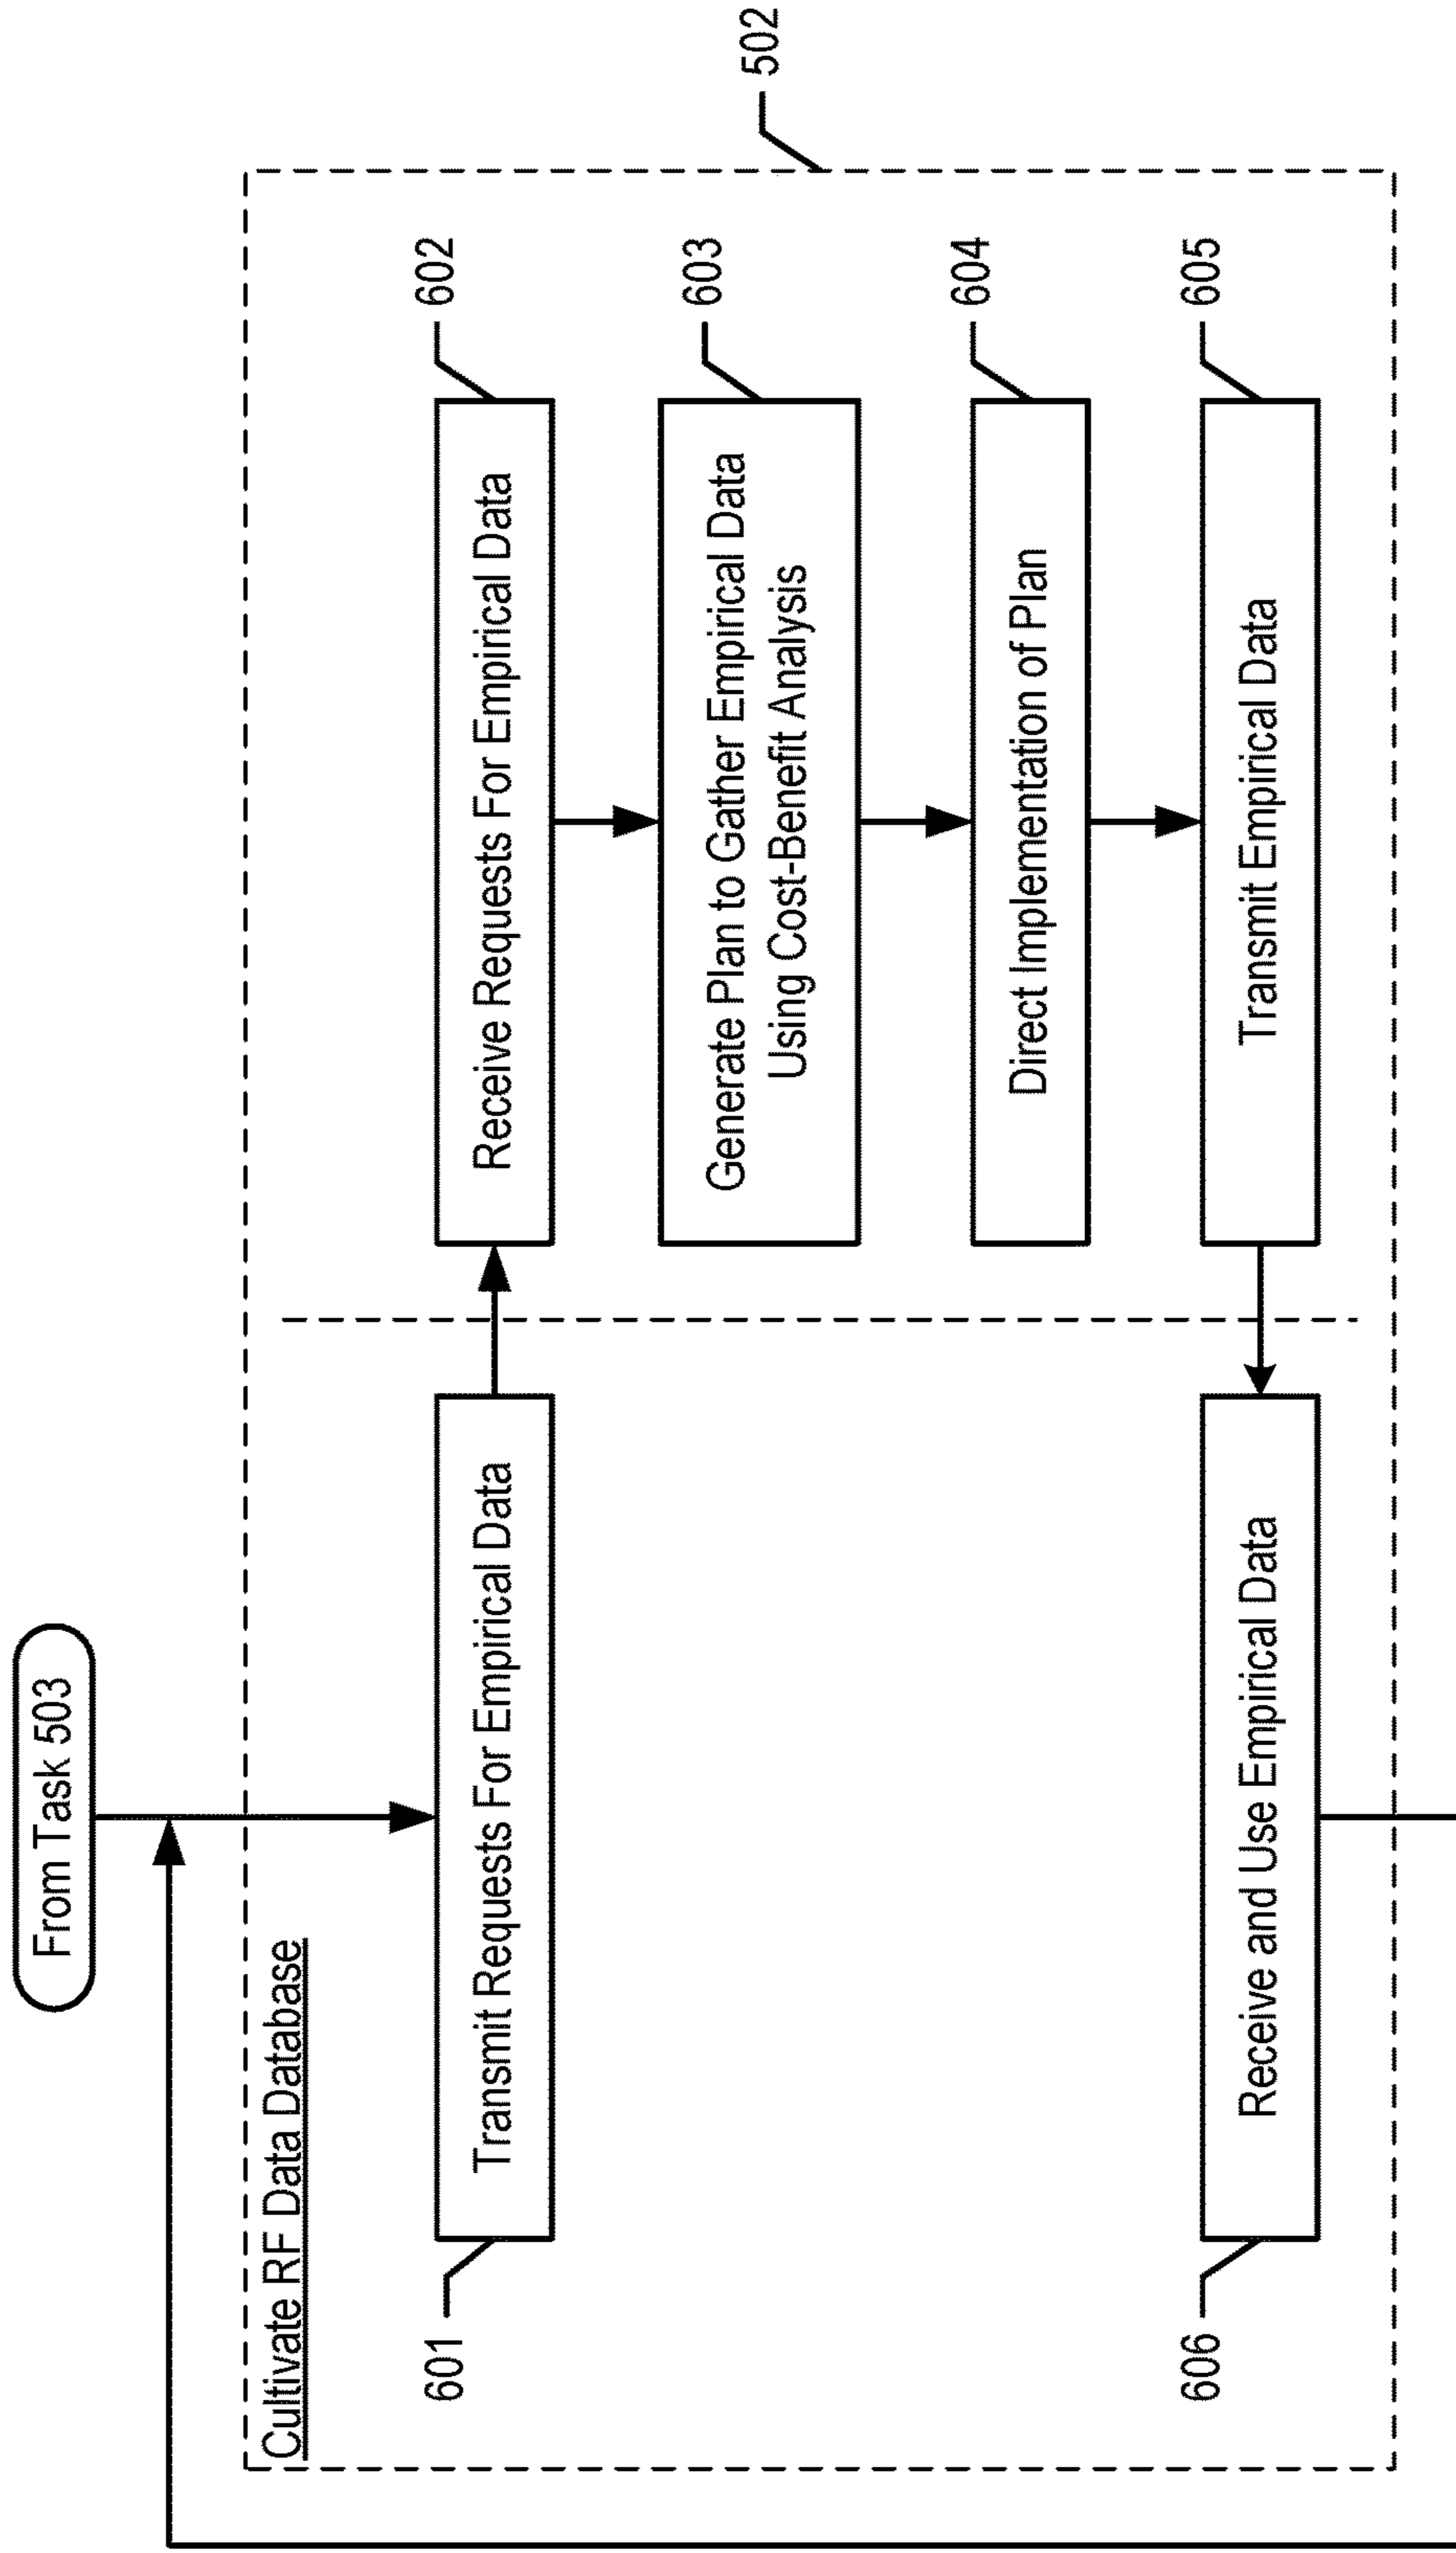 From Task 503
Cultivate RF Data Database
502
601
Transmit Requests For Empirical Data
Receive Requests For Empirical Data
602
Generate Plan to Gather Empirical Data
Using Cost-Benefit Analysis
603
Direct Implementation of Plan
604
Transmit Empirical Data
605
606
Receive and Use Empirical Data